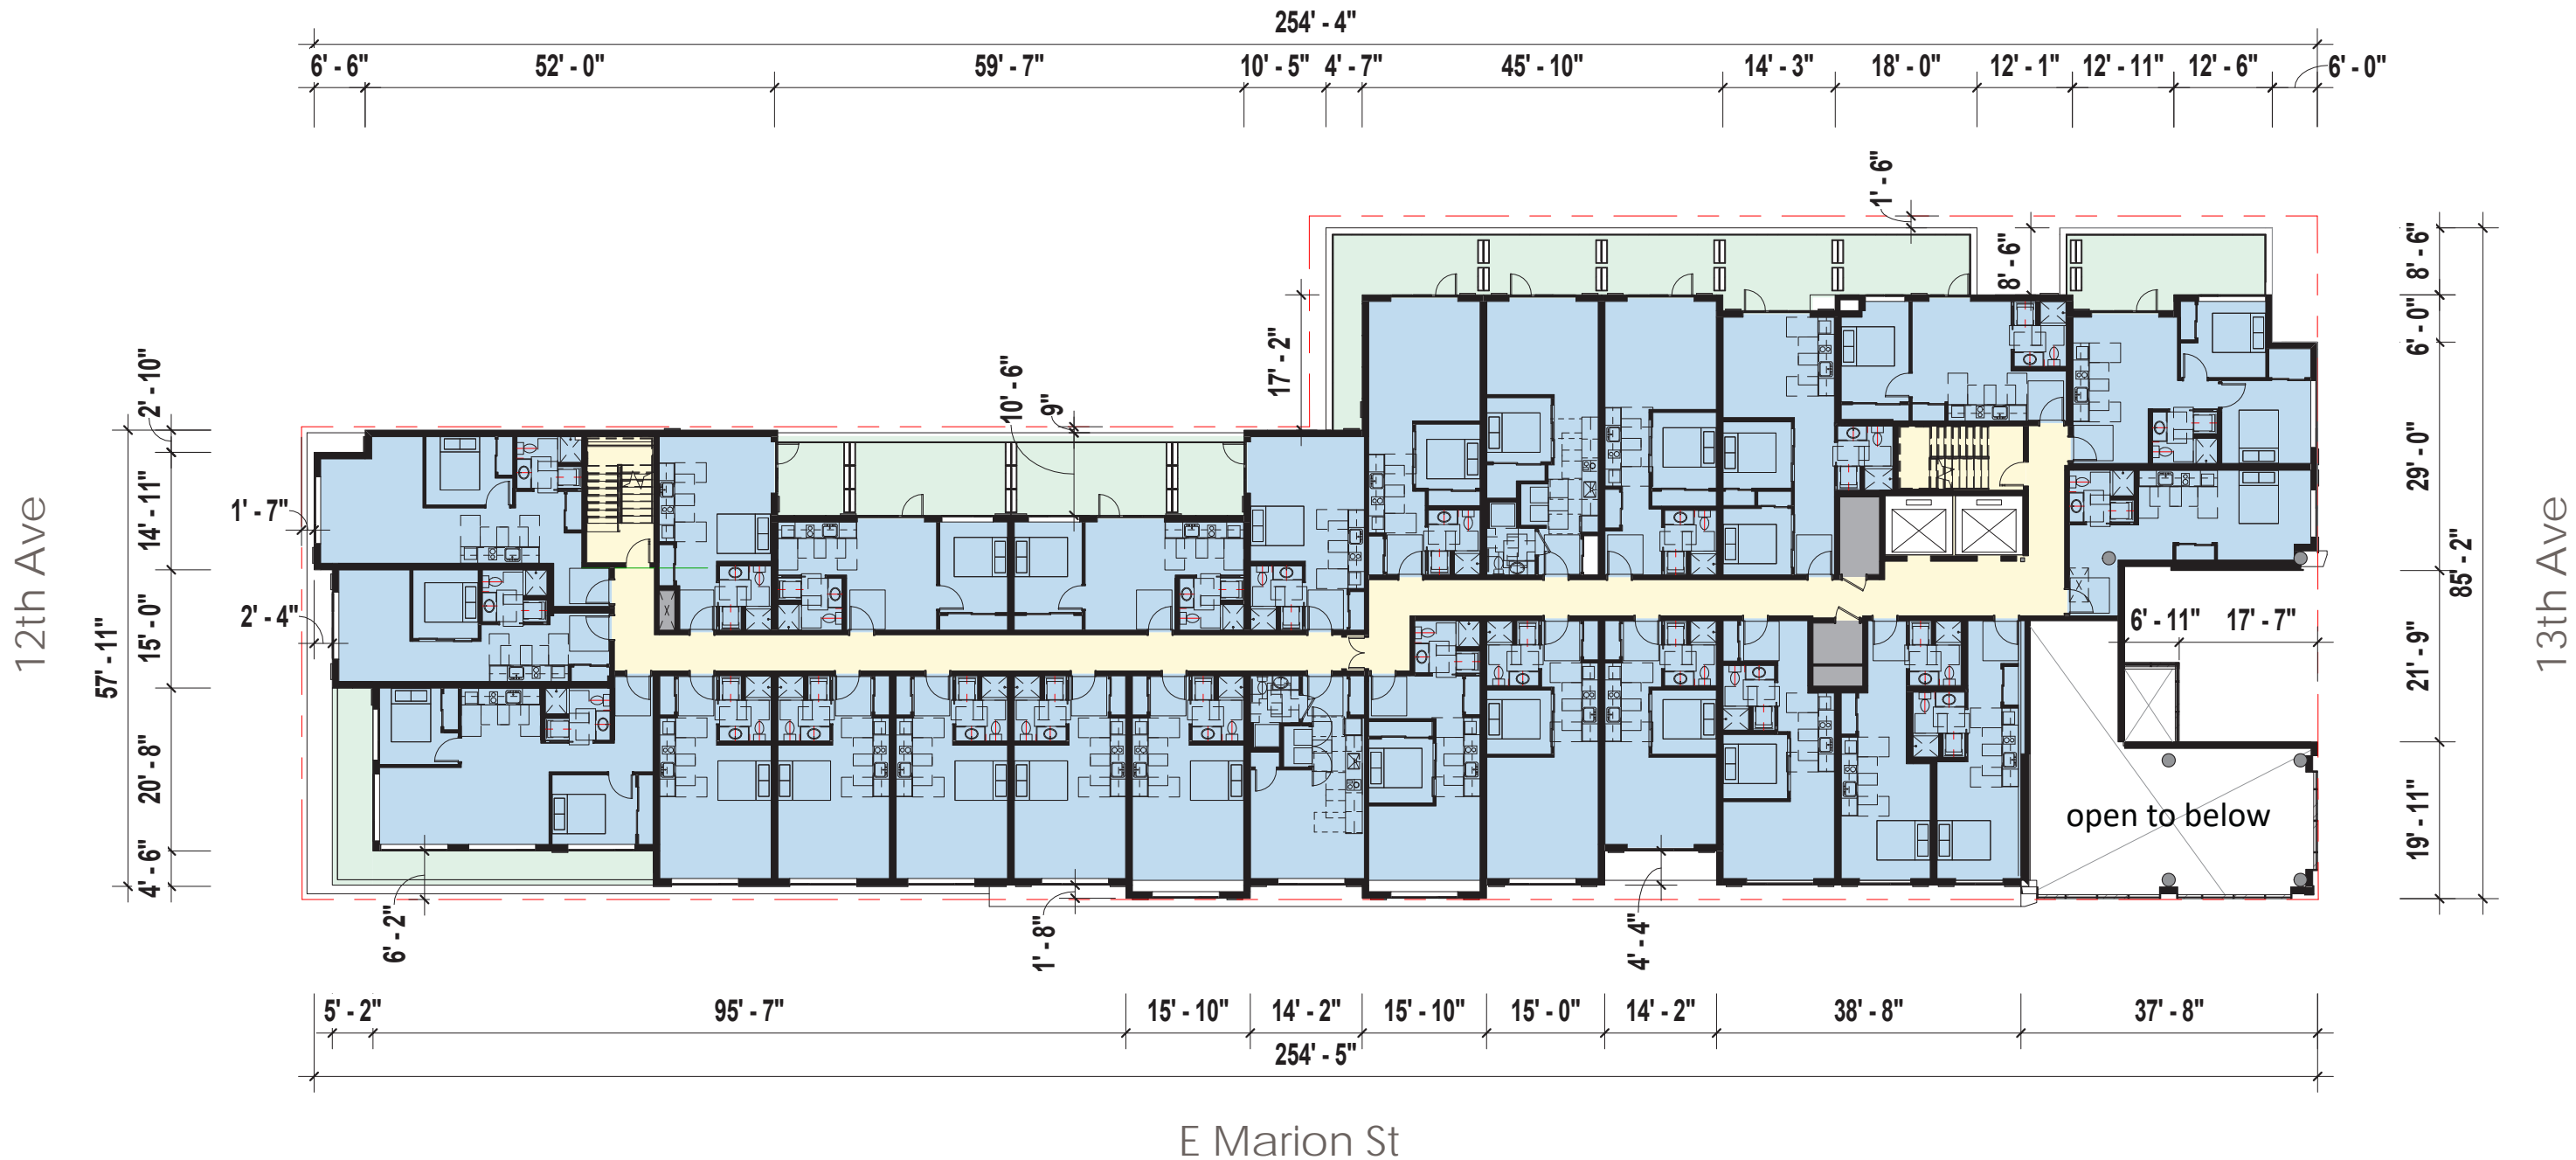 254' - 4"
6' - 6" 52' - 0" 59' - 7" 10' - 5" 4' - 7" 45' - 10" 14' - 3" 18' - 0" 12' - 1" 12' - 11" 12' - 6" 6' - 0"
1' - 6"
8' - 6"
8' - 6"
6' - 0"
29' - 0"
21' - 9"
19' - 11"
85' - 2"
13th Ave
17' - 2"
10' - 6"
9"
2' - 10"
14' - 11"
15' - 0"
20' - 8"
4' - 6"
57' - 11"
12th Ave
1' - 7"
2' - 4"
6' - 11" 17' - 7"
open to below
6' - 2"
1' - 8"
4' - 4"
5' - 2" 95' - 7" 15' - 10" 14' - 2" 15' - 10" 15' - 0" 14' - 2" 38' - 8" 37' - 8"
254' - 5"
E Marion St